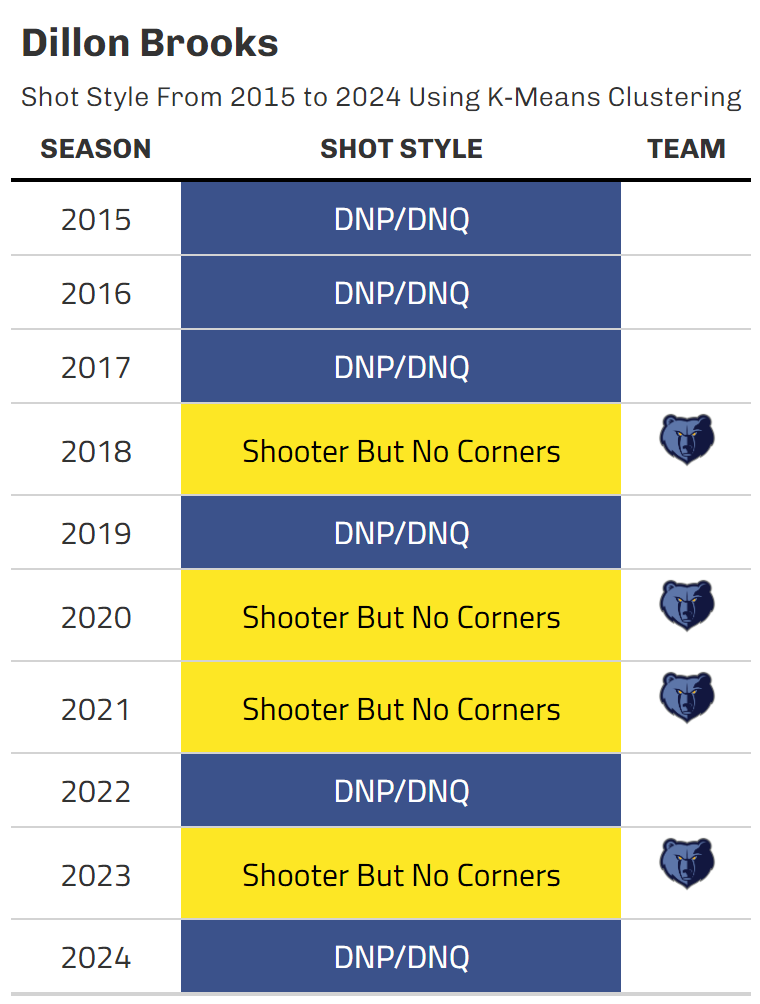 Dillon Brooks
Shot Style From 2015 to 2024 Using K-Means Clustering
SEASON SHOT STYLE TEAM
2015 DNP/DNQ
2016 DNP/DNQ
2017 DNP/DNQ
2018 Shooter But No Corners
2019 DNP/DNQ
2020 Shooter But No Corners
2021 Shooter But No Corners
2022 DNP/DNQ
2023 Shooter But No Corners
2024 DNP/DNQ